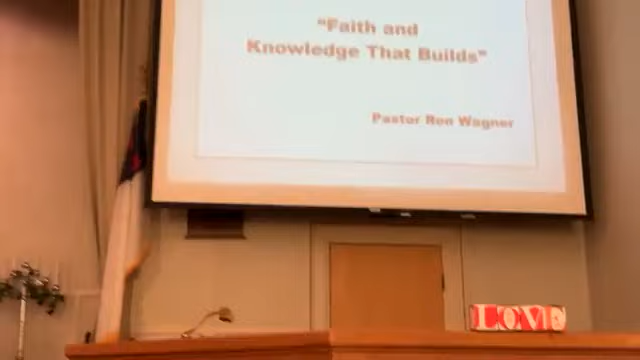 “Faith and
Knowledge That Builds”
Pastor Ron Wagner
LOVE